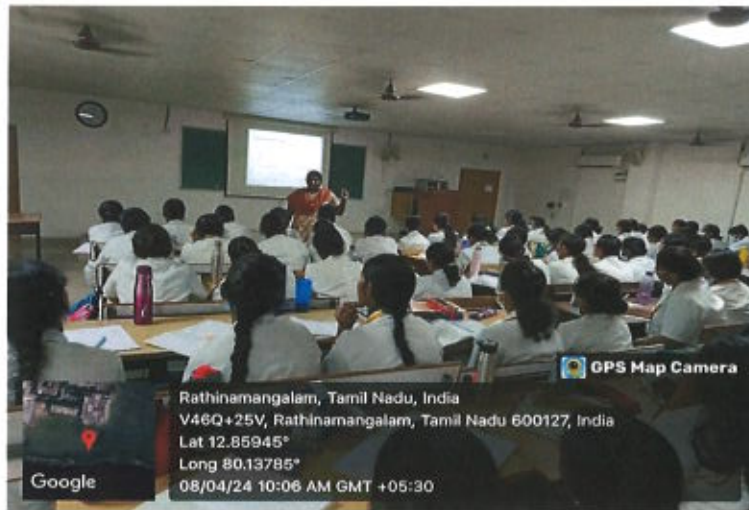 GPS Map Camera
Rathinamangalam, Tamil Nadu, India
V46Q+25V, Rathinamangalam, Tamil Nadu 600127, India
Lat 12.85945°
Long 80.13785°
08/04/24 10:06 AM GMT +05:30
Google